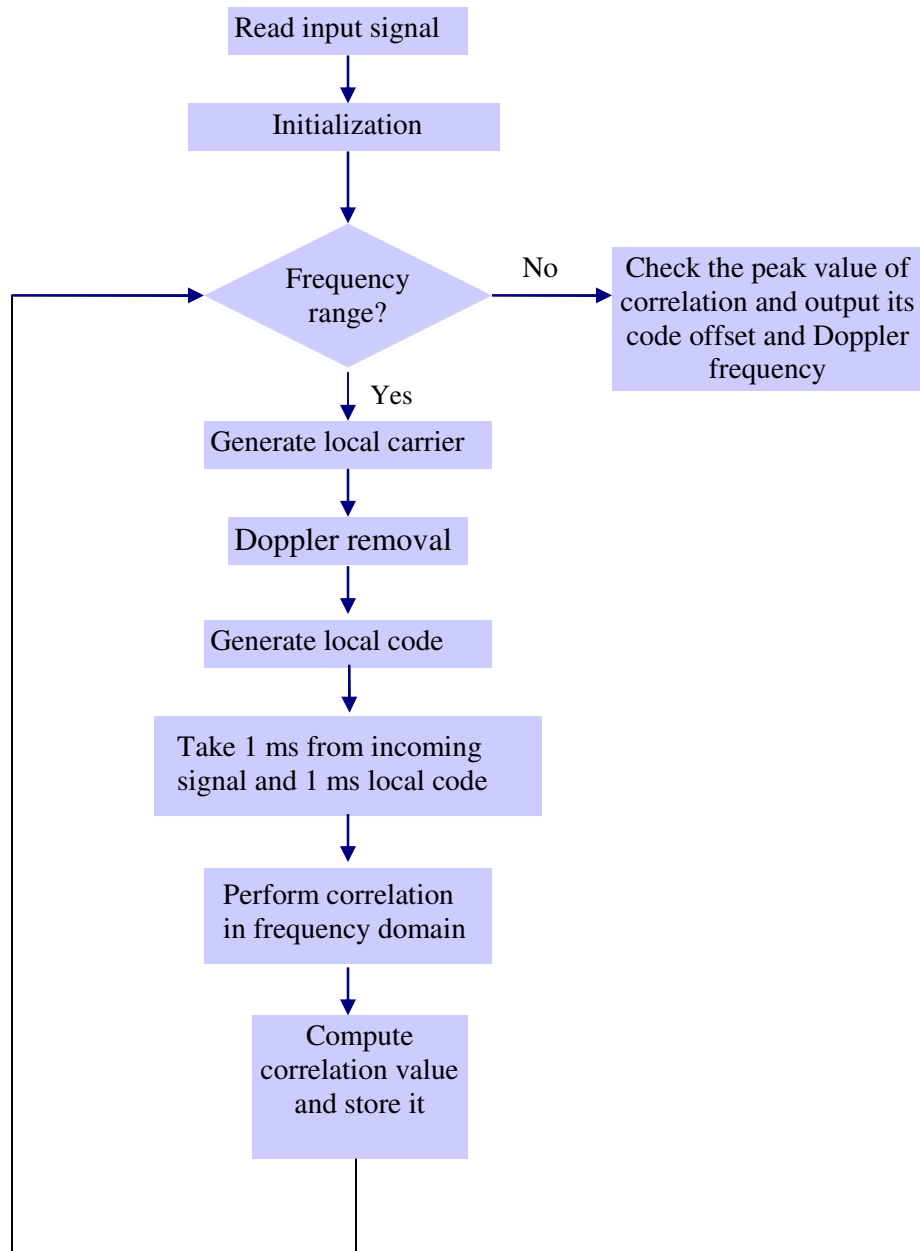 Read input signal
Initialization
Frequency
range?
No
Check the peak value of
correlation and output its
code offset and Doppler
frequency
Yes
Generate local carrier
Doppler removal
Generate local code
Take 1 ms from incoming
signal and 1 ms local code
Perform correlation
in frequency domain
Compute
correlation value
and store it